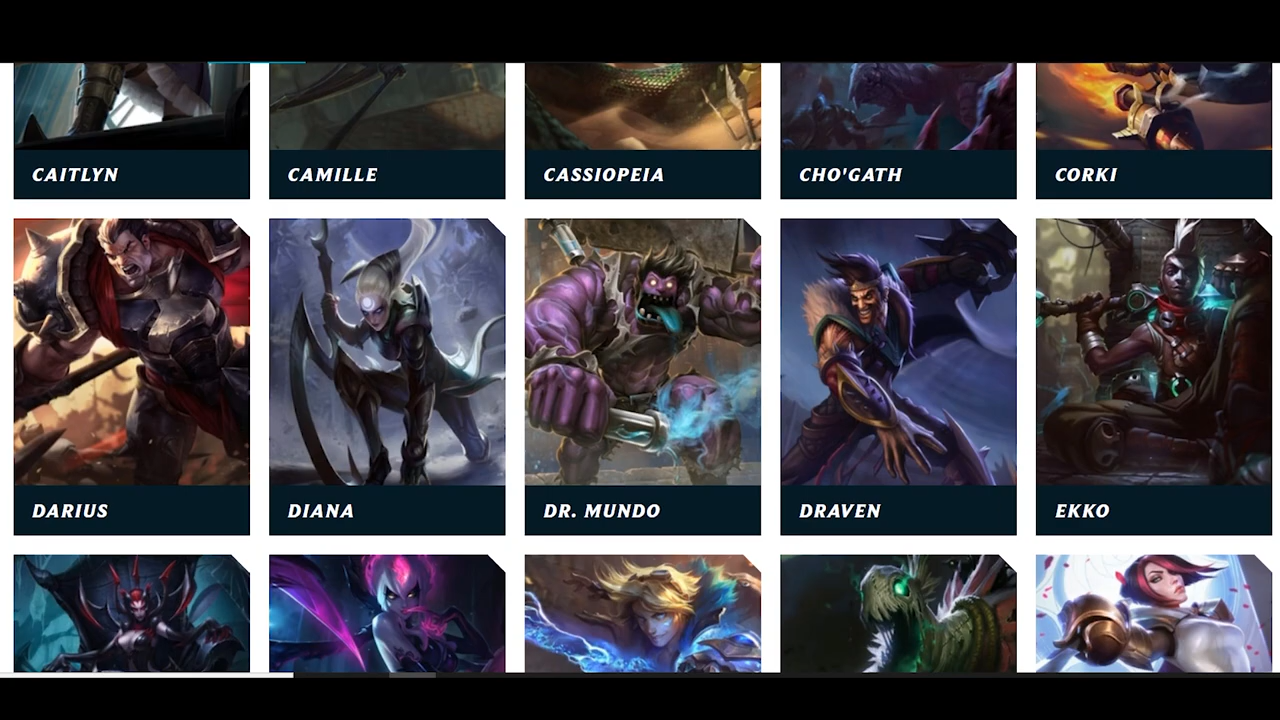 CAITLYN
CAMILLE
CASSIOPEIA
CHO'GATH
CORKI
DARIUS
DIANA
DR. MUNDO
DRAVEN
EKKO